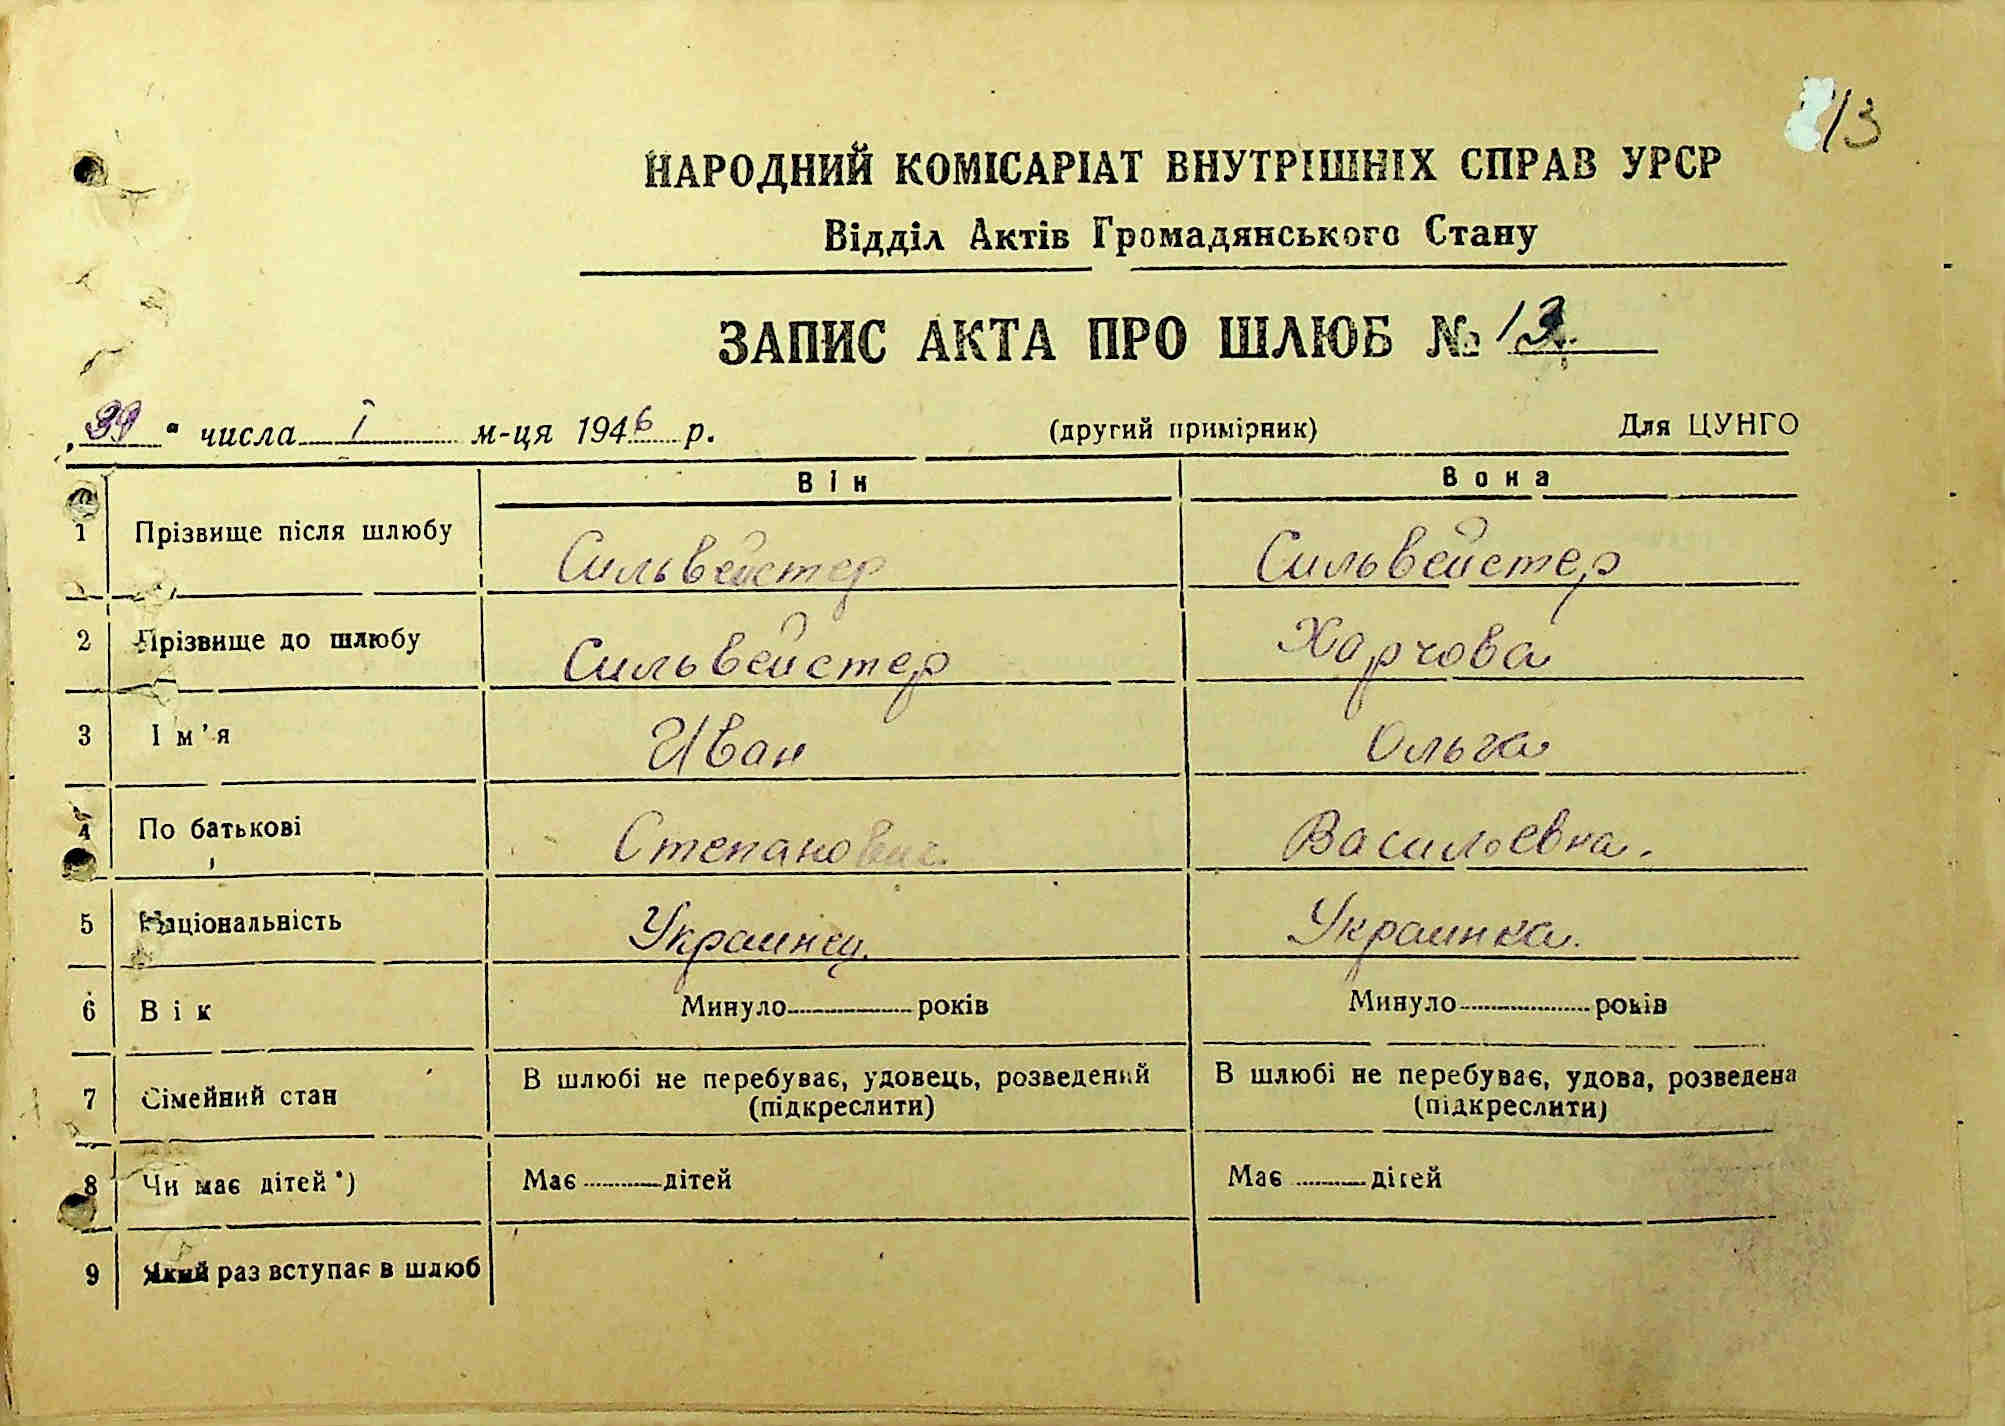 /13
НАРОДНИЙ КОМІСАРІАТ ВНУТРІШНІХ СПРАВ УРСР
Відділ Актів Громадянського Стану
ЗАПИС АКТА ПРО ШЛЮБ № 13
" числа I м-ця 1946 р. (другий примірник) Для ЦУНГО
Він Вона
1 Прізвище після шлюбу Сильвейстер Сильвейстер
2 Прізвище до шлюбу Сильвейстер Харчова
3 Ім'я Иван Ольга
4 По батькові Степанович Васильевна.
5 Національність Украинец. Украинка.
6 Вік Минуло років Минуло років
7 Сімейний стан В шлюбі не перебуває, удовець, розведений (підкреслити) В шлюбі не перебуває, удова, розведена (підкреслити)
8 Чи має дітей*) Має дітей Має дітей
9 Який раз вступає в шлюб